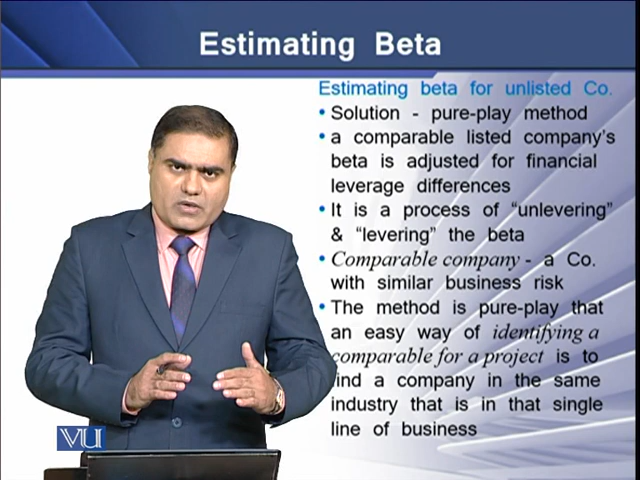 Estimating Beta
Estimating beta for unlisted Co.
• Solution - pure-play method
• a comparable listed company's
beta is adjusted for financial
leverage differences
• It is a process of “unlevering”
& “levering” the beta
• Comparable company - a Co.
with similar business risk
• The method is pure-play that
an easy way of identifying a
comparable for a project is to
ind a company in the same
industry that is in that single
line of business
VU